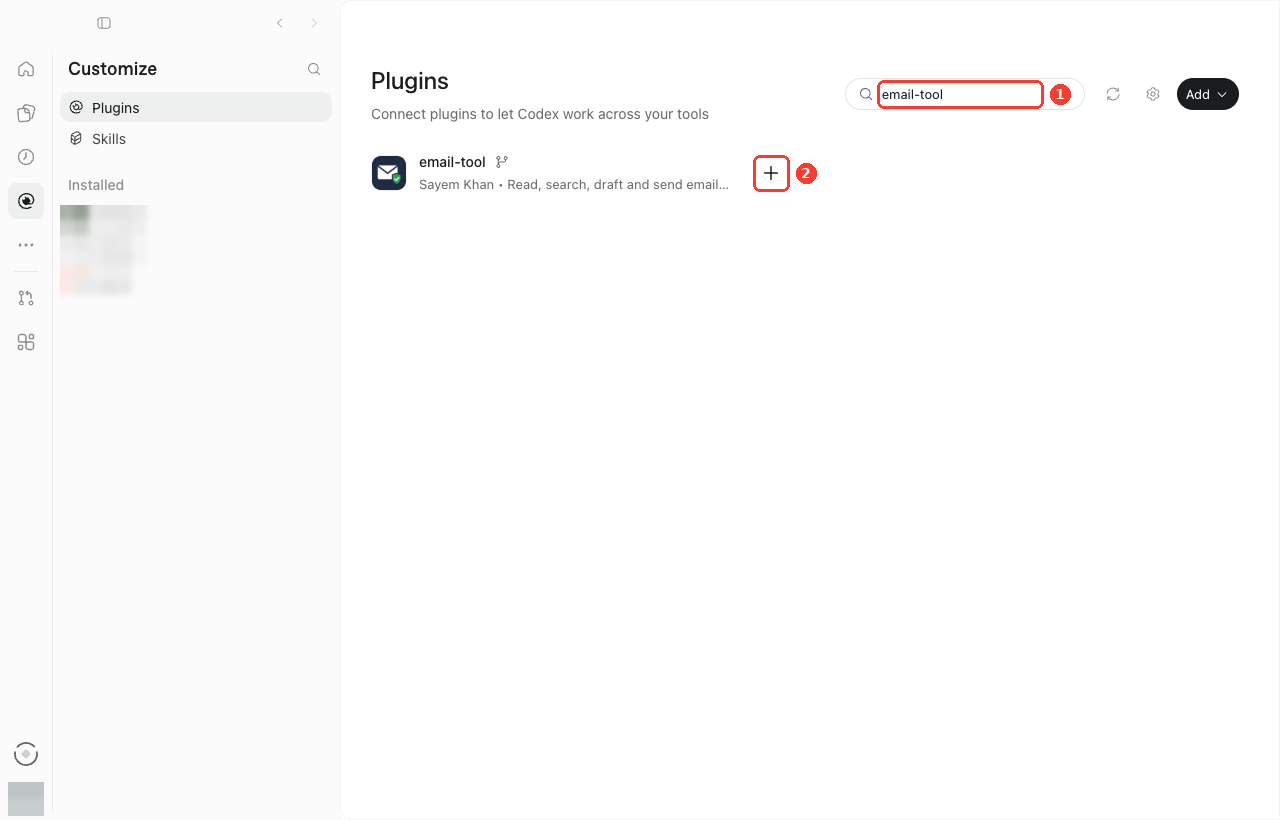 Customize
Plugins
Skills
Installed
Plugins
Connect plugins to let Codex work across your tools
email-tool
1
Add
email-tool
Sayem Khan • Read, search, draft and send email...
2